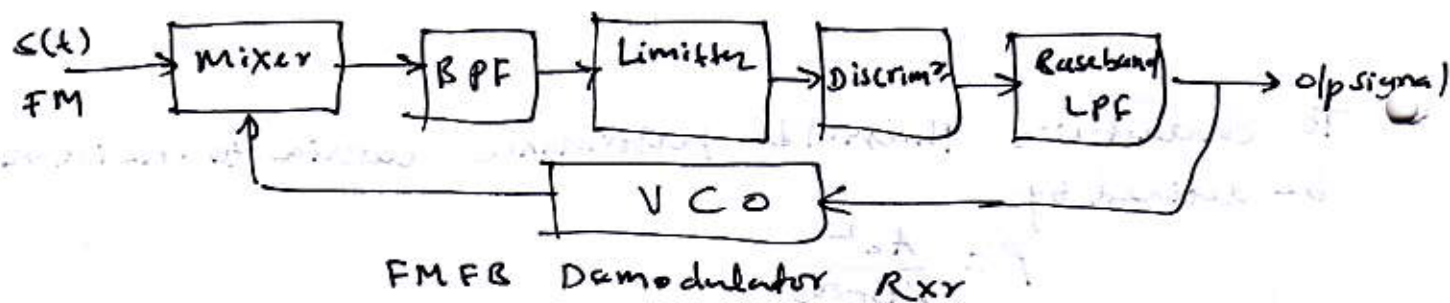 s(t)
FM
Mixer
BPF
Limitter
Discrim^r
Baseband
LPF
o/p signal
VCO
FMFB Demodulator Rxr